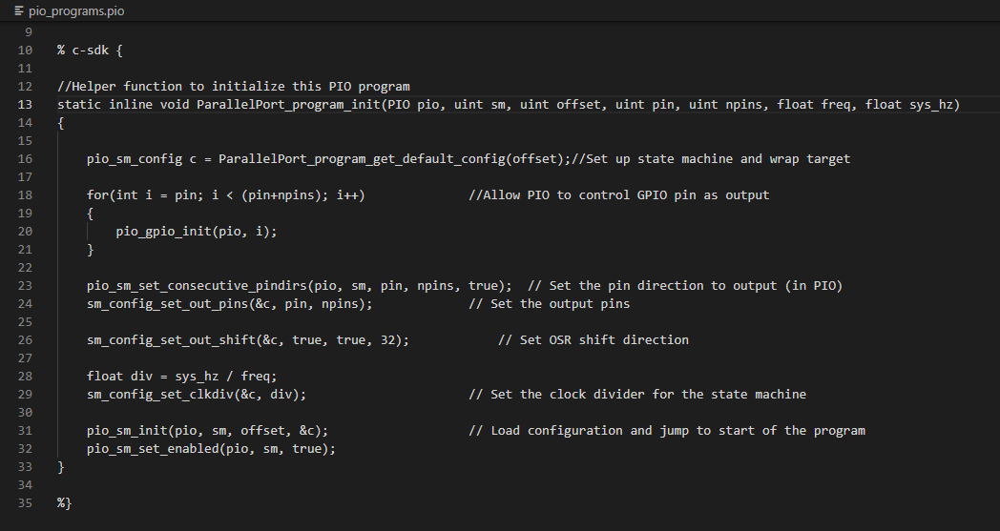 pio_programs.pio
9
10 % c-sdk {
11
12 //Helper function to initialize this PIO program
13 static inline void ParallelPort_program_init(PIO pio, uint sm, uint offset, uint pin, uint npins, float freq, float sys_hz)
14 {
15
16     pio_sm_config c = ParallelPort_program_get_default_config(offset);//Set up state machine and wrap target
17
18     for(int i = pin; i < (pin+npins); i++)              //Allow PIO to control GPIO pin as output
19     {
20         pio_gpio_init(pio, i);
21     }
22
23     pio_sm_set_consecutive_pindirs(pio, sm, pin, npins, true);  // Set the pin direction to output (in PIO)
24     sm_config_set_out_pins(&c, pin, npins);             // Set the output pins
25
26     sm_config_set_out_shift(&c, true, true, 32);            // Set OSR shift direction
27
28     float div = sys_hz / freq;
29     sm_config_set_clkdiv(&c, div);                      // Set the clock divider for the state machine
30
31     pio_sm_init(pio, sm, offset, &c);                   // Load configuration and jump to start of the program
32     pio_sm_set_enabled(pio, sm, true);
33 }
34
35 %}